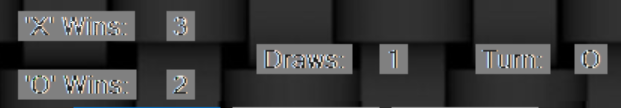 'X' Wins: 3
Draws: 1 Turn: O
'O' Wins: 2